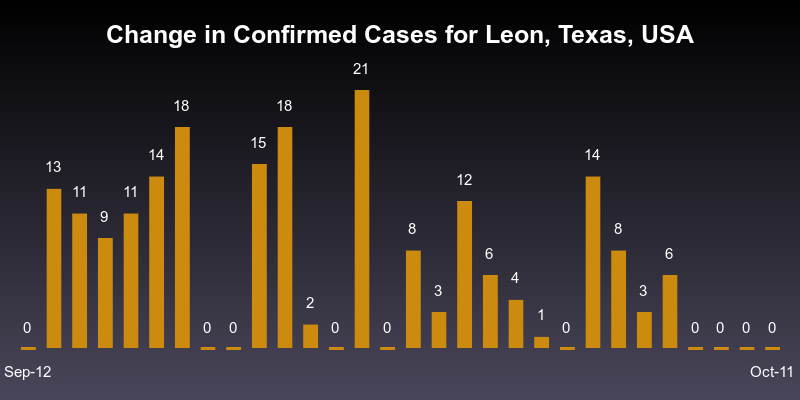 Change in Confirmed Cases for Leon, Texas, USA
0 13 11 9 11 14 18 0 0 15 18 2 0 21 0 8 3 12 6 4 1 0 14 8 3 6 0 0 0 0
Sep-12 Oct-11